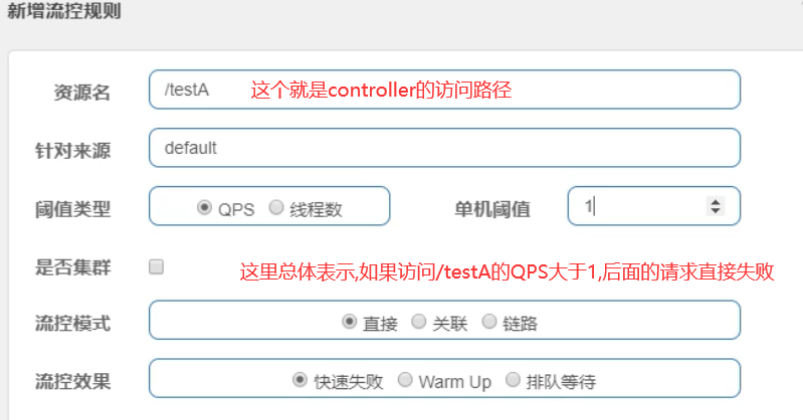 新增流控规则
资源名 /testA 这个就是controller的访问路径
针对来源 default
阈值类型 QPS 线程数 单机阈值 1
是否集群 这里总体表示,如果访问/testA的QPS大于1,后面的请求直接失败
流控模式 直接 关联 链路
流控效果 快速失败 Warm Up 排队等待